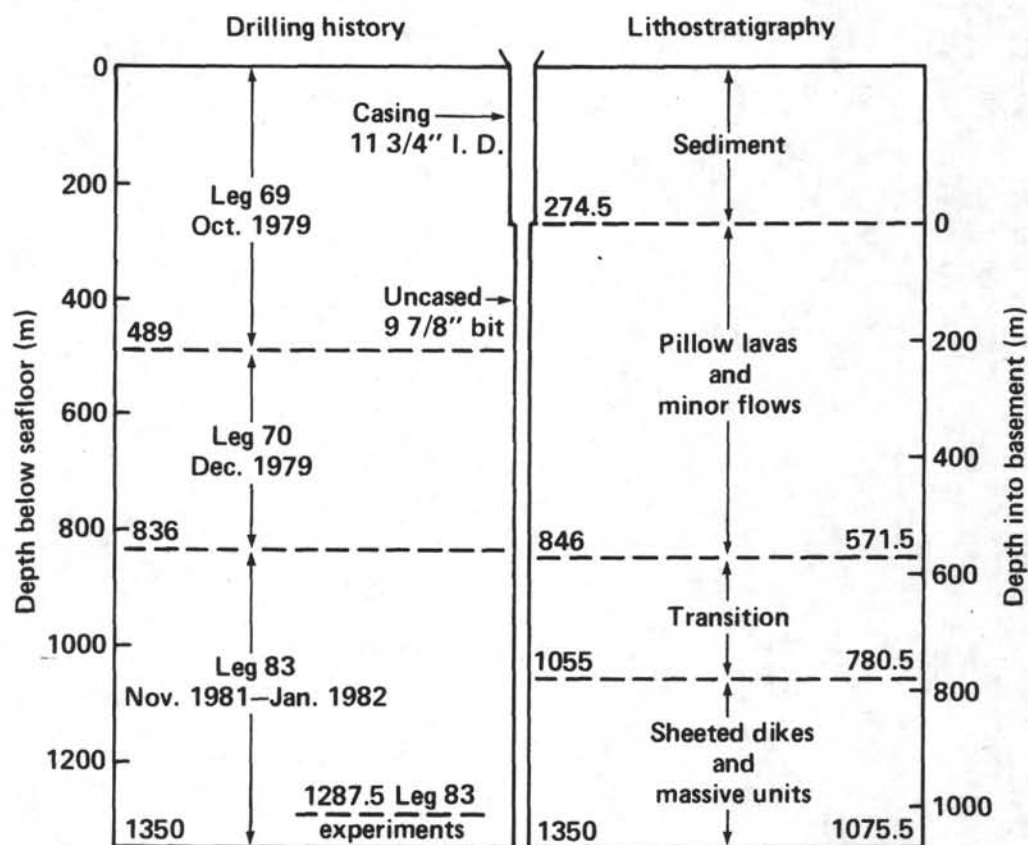 Drilling history
Lithostratigraphy
0
200
400
600
800
1000
1200
Depth below seafloor (m)
Casing
11 3/4" I. D.
Leg 69
Oct. 1979
Uncased
9 7/8" bit
489
Leg 70
Dec. 1979
836
Leg 83
Nov. 1981–Jan. 1982
1287.5 Leg 83
experiments
1350
Sediment
274.5
Pillow lavas
and
minor flows
846
571.5
Transition
1055
780.5
Sheeted dikes
and
massive units
1350
1075.5
0
200
400
600
800
1000
Depth into basement (m)